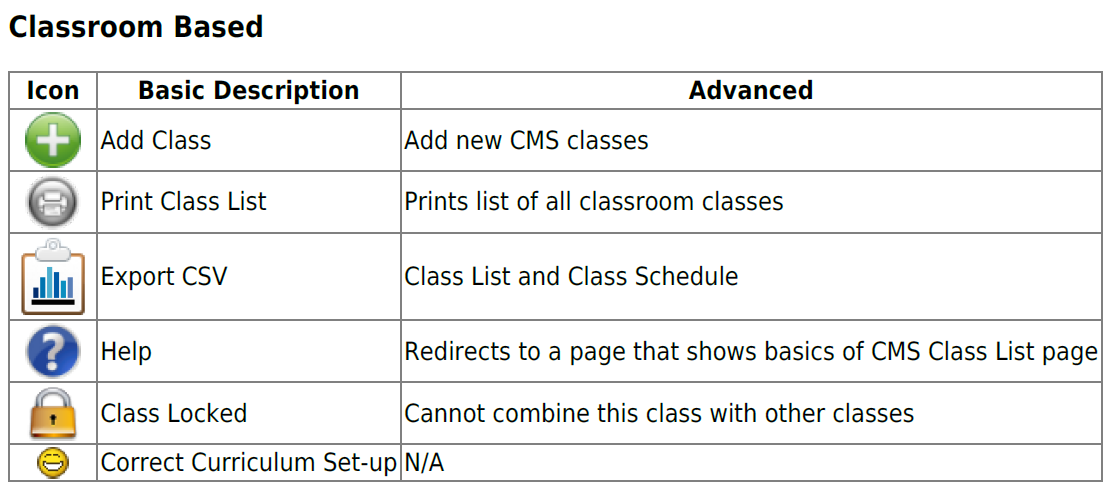 Classroom Based
Icon Basic Description Advanced
Add Class Add new CMS classes
Print Class List Prints list of all classroom classes
Export CSV Class List and Class Schedule
Help Redirects to a page that shows basics of CMS Class List page
Class Locked Cannot combine this class with other classes
Correct Curriculum Set-up N/A